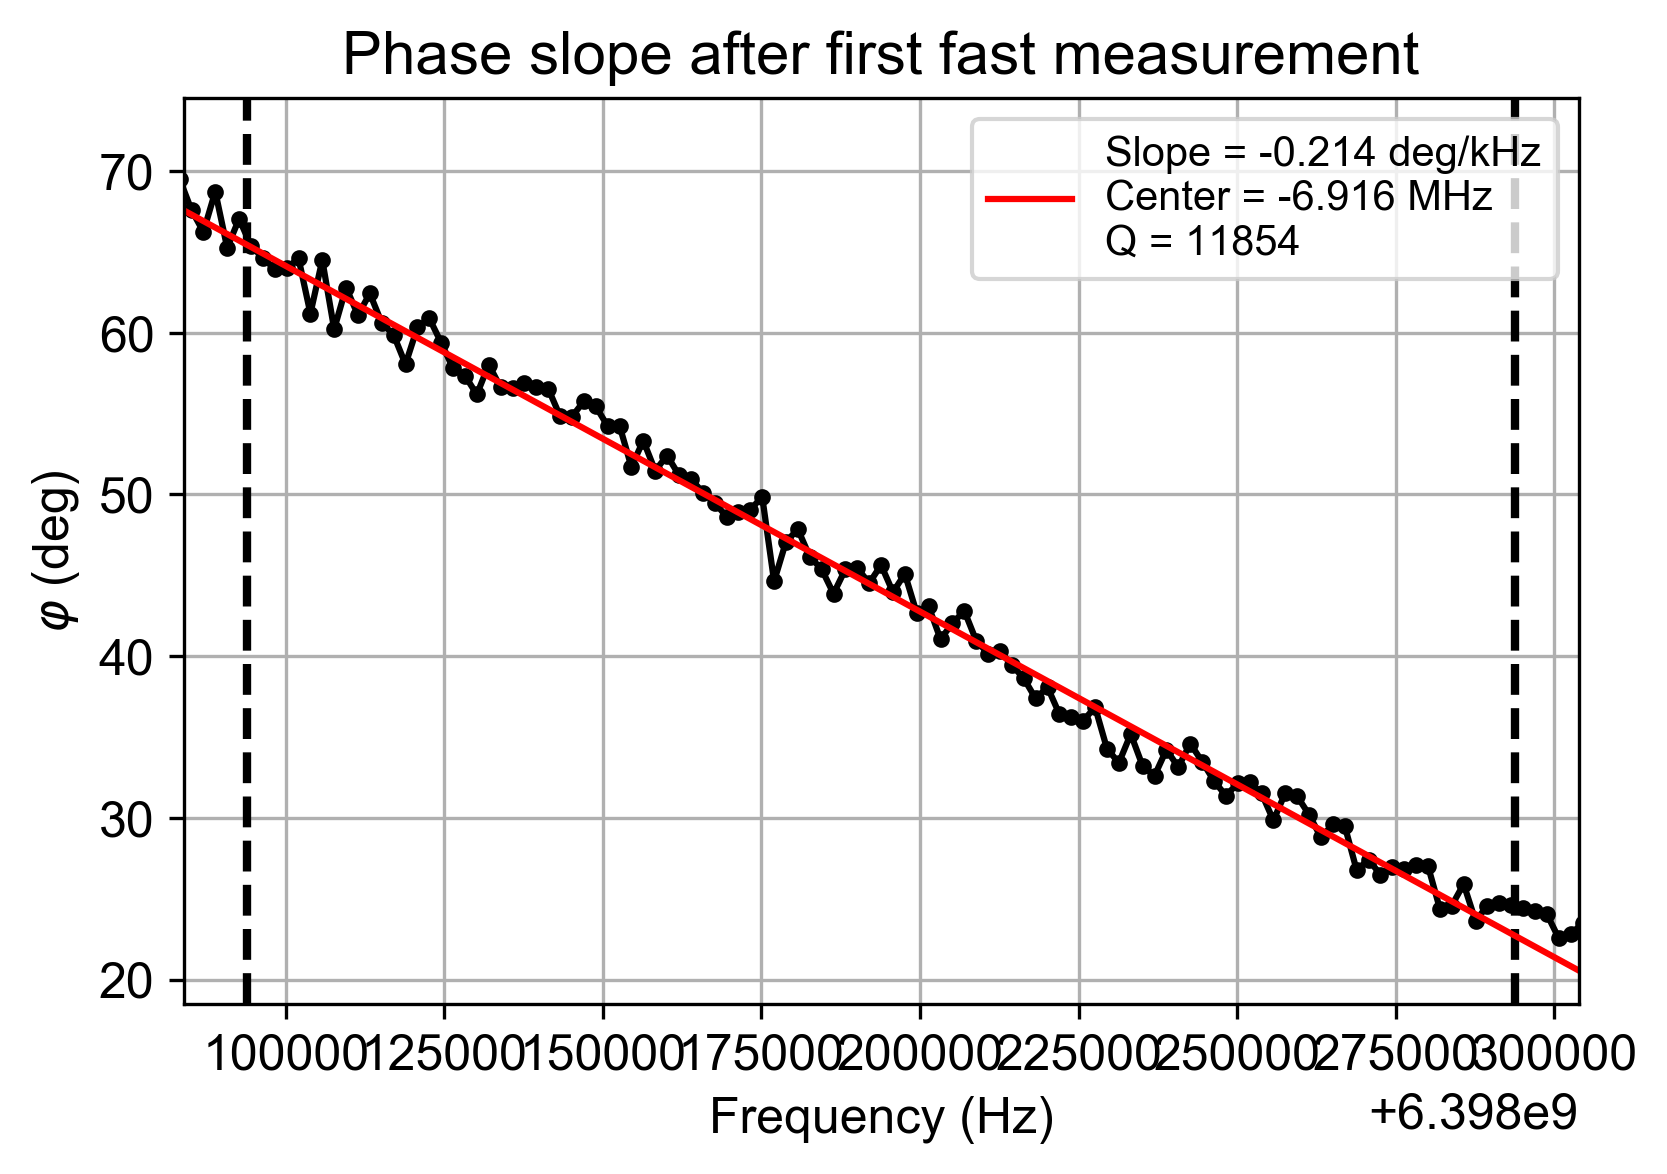 Phase slope after first fast measurement
Slope = -0.214 deg/kHz
Center = -6.916 MHz
Q = 11854
φ (deg)
70
60
50
40
30
20
100000 125000 150000 175000 200000 225000 250000 275000 300000
Frequency (Hz)
+6.398e9